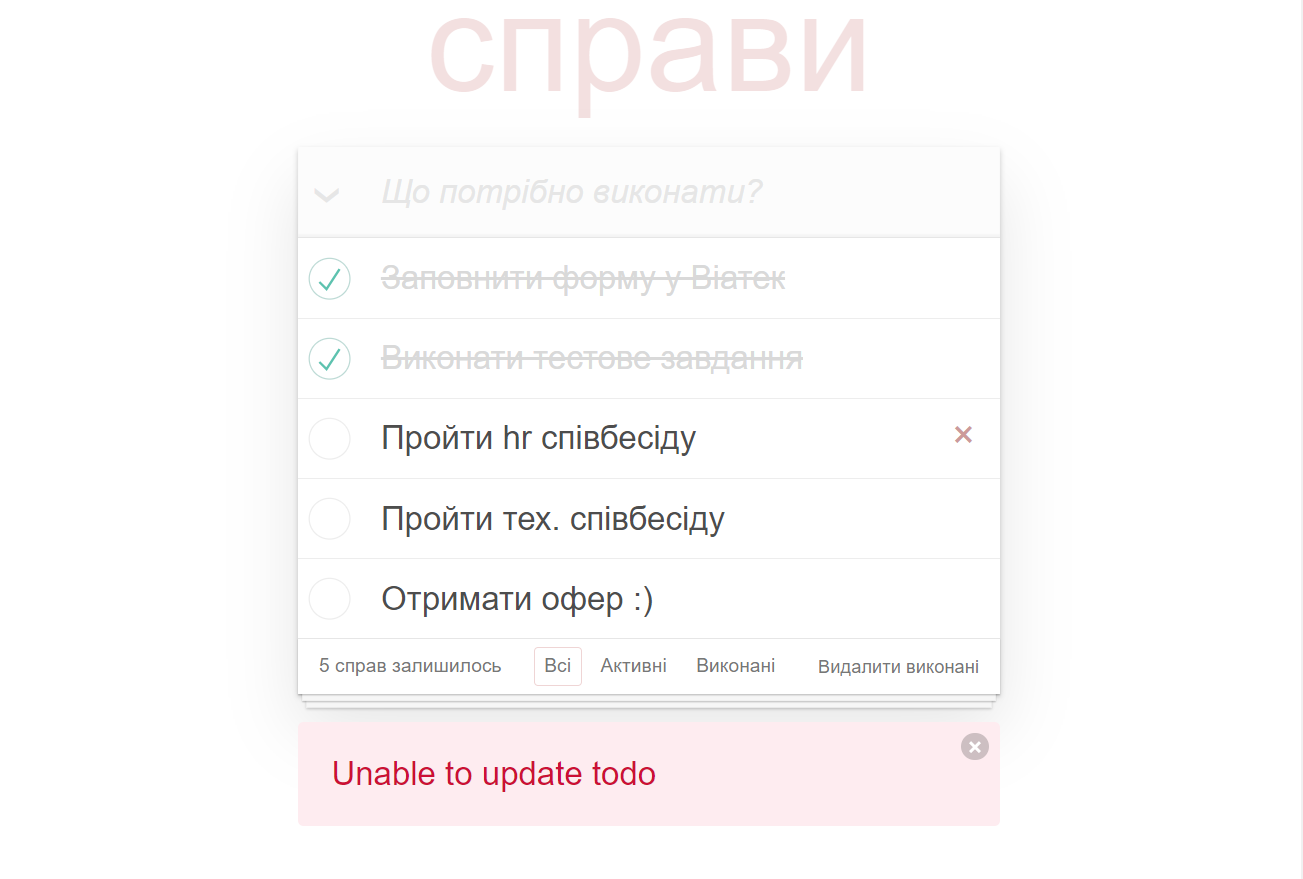 справи
Що потрібно виконати?
Заповнити форму у Віатек
Виконати тестове завдання
Пройти hr співбесіду
Пройти тех. співбесіду
Отримати офер :)
5 справ залишилось Всі Активні Виконані Видалити виконані
Unable to update todo